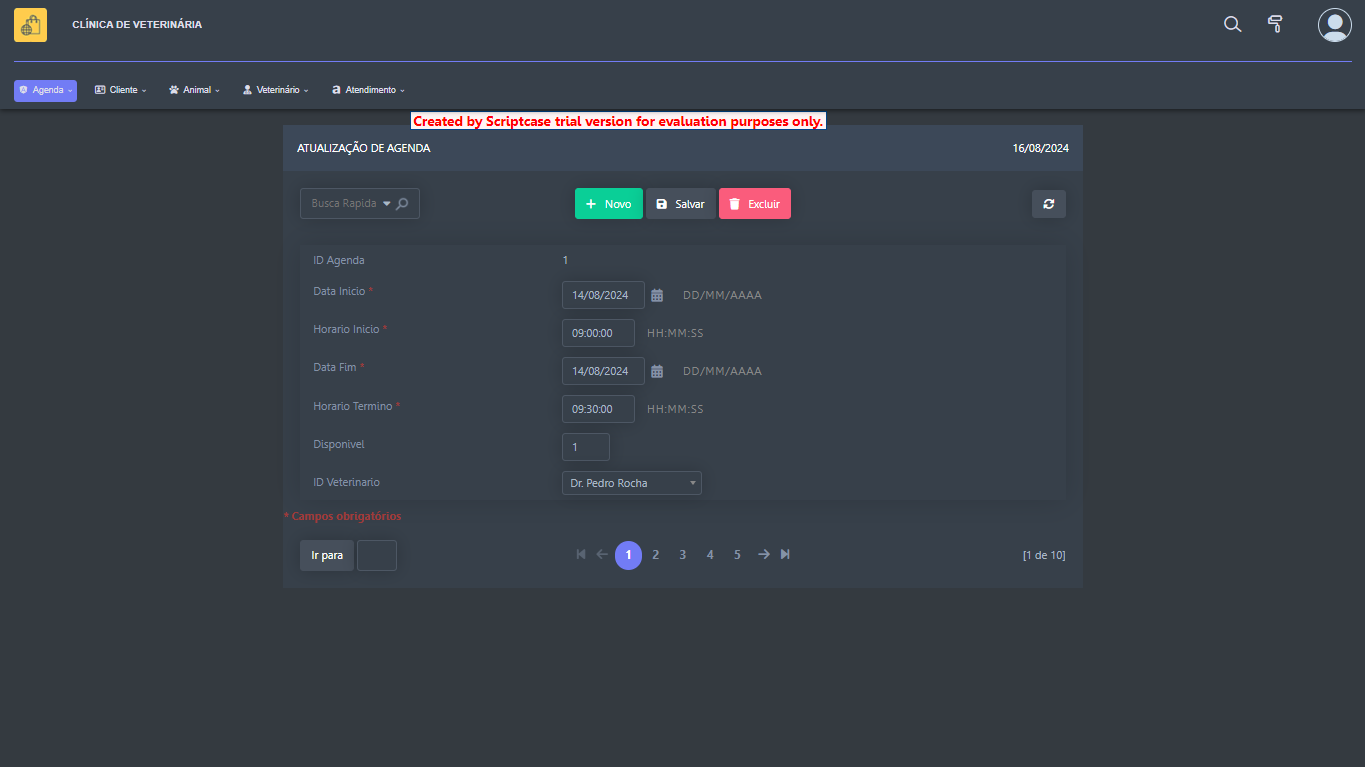 CLÍNICA DE VETERINÁRIA
Agenda Cliente Animal Veterinário Atendimento
Created by Scriptcase trial version for evaluation purposes only.
ATUALIZAÇÃO DE AGENDA 16/08/2024
Busca Rapida Novo Salvar Excluir
ID Agenda 1
Data Inicio * 14/08/2024 DD/MM/AAAA
Horario Inicio * 09:00:00 HH:MM:SS
Data Fim * 14/08/2024 DD/MM/AAAA
Horario Termino * 09:30:00 HH:MM:SS
Disponivel 1
ID Veterinario Dr. Pedro Rocha
* Campos obrigatórios
Ir para 1 2 3 4 5 [1 de 10]